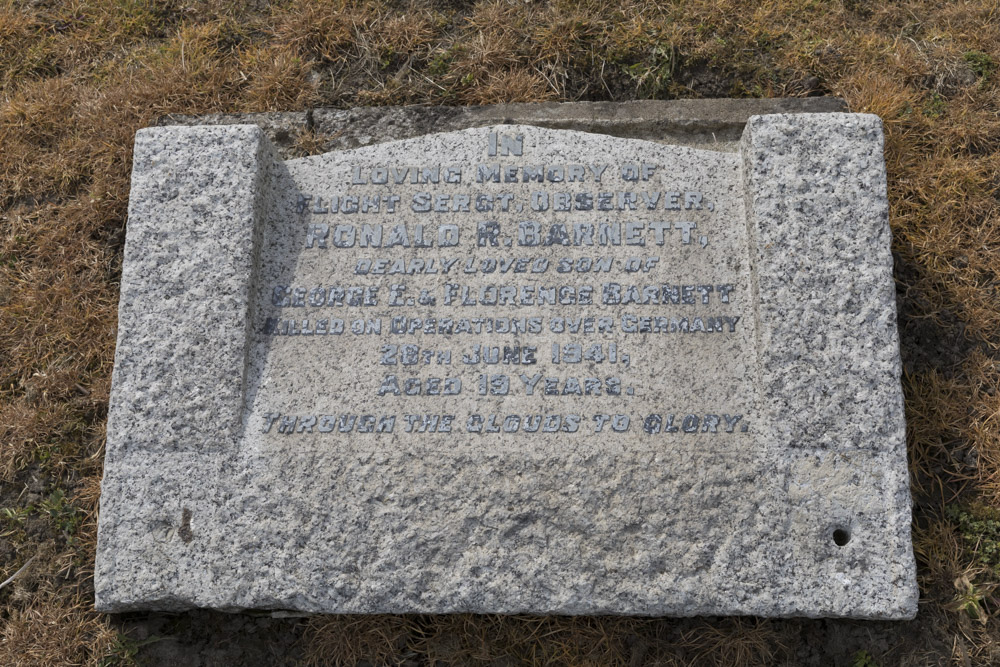 IN
LOVING MEMORY OF
FLIGHT SERGT, OBSERVER,
RONALD R. BARNETT,
DEARLY LOVED SON OF
GEORGE E. & FLORENCE BARNETT
KILLED ON OPERATIONS OVER GERMANY
26TH JUNE 1941,
AGED 19 YEARS.
THROUGH THE CLOUDS TO GLORY.